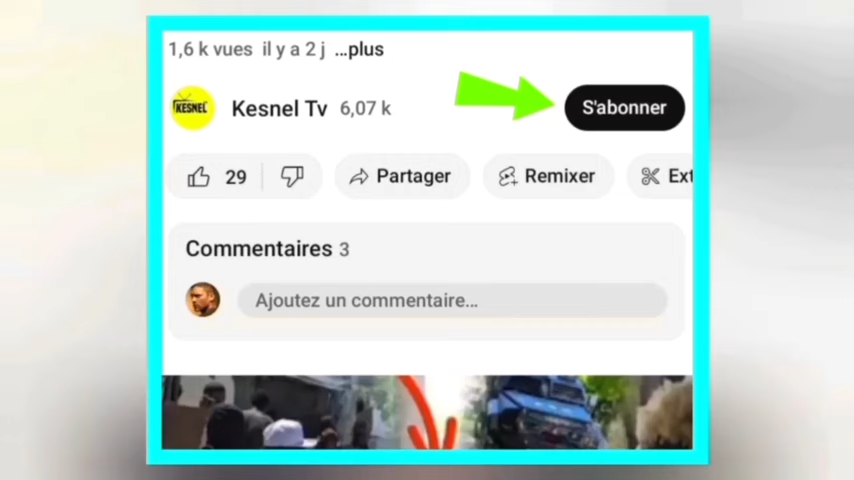 1,6 k vues il y a 2 j ...plus
KESNEL
Kesnel Tv 6,07 k
S'abonner
29
Partager
Remixer
Ext
Commentaires 3
Ajoutez un commentaire...